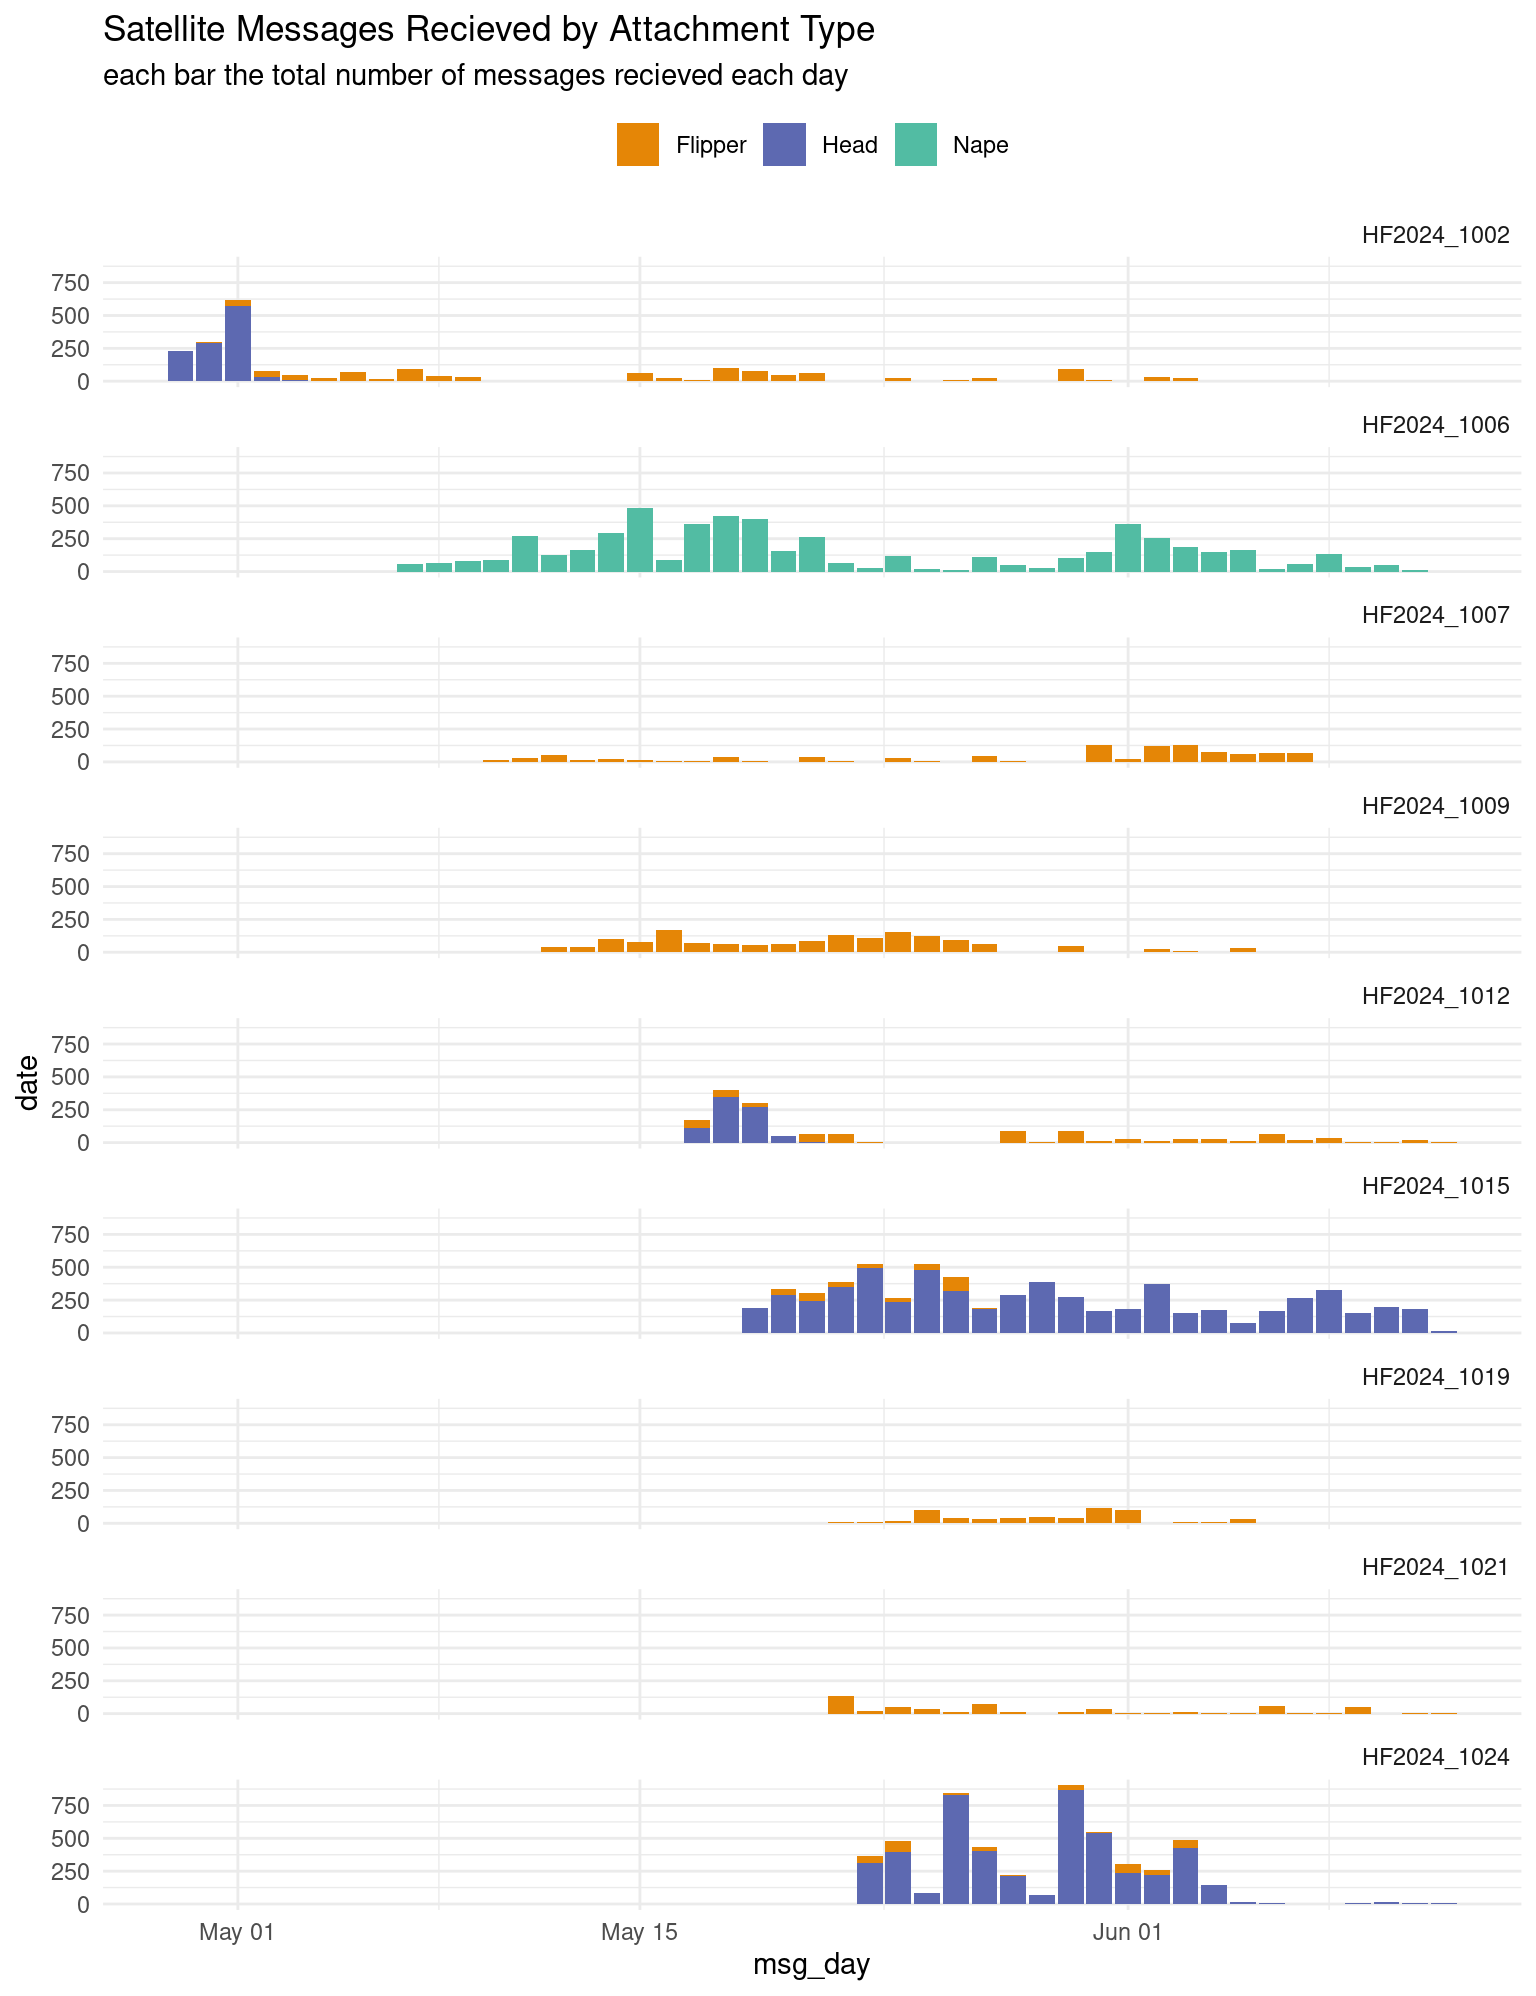 Satellite Messages Recieved by Attachment Type
each bar the total number of messages recieved each day
Flipper Head Nape
HF2024_1002
750
500
250
0
HF2024_1006
750
500
250
0
HF2024_1007
750
500
250
0
HF2024_1009
750
500
250
0
HF2024_1012
750
500
250
0
date
HF2024_1015
750
500
250
0
HF2024_1019
750
500
250
0
HF2024_1021
750
500
250
0
HF2024_1024
750
500
250
0
May 01 May 15 Jun 01
msg_day